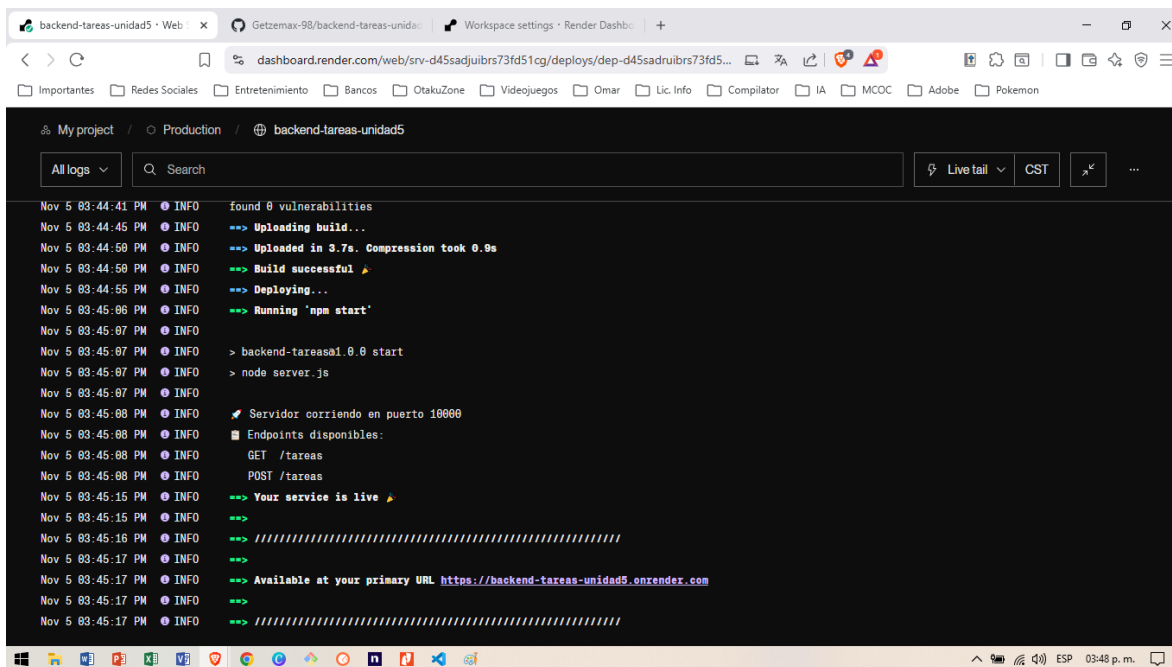 backend-tareas-unidad5 · Web S
Getzemax-98/backend-tareas-unidad
Workspace settings · Render Dashbo
dashboard.render.com/web/srv-d45sadjuibrs73fd51cg/deploys/dep-d45sadruibrs73fd5...
Importantes Redes Sociales Entretenimiento Bancos OtakuZone Videojuegos Omar Lic. Info Compilator IA MCOC Adobe Pokemon
My project / Production / backend-tareas-unidad5
All logs Search Live tail CST ...
Nov 5 03:44:41 PM INFO found 0 vulnerabilities
Nov 5 03:44:45 PM INFO ==> Uploading build...
Nov 5 03:44:50 PM INFO ==> Uploaded in 3.7s. Compression took 0.9s
Nov 5 03:44:50 PM INFO ==> Build successful 🎉
Nov 5 03:44:55 PM INFO ==> Deploying...
Nov 5 03:45:06 PM INFO ==> Running 'npm start'
Nov 5 03:45:07 PM INFO
Nov 5 03:45:07 PM INFO > backend-tareas@1.0.0 start
Nov 5 03:45:07 PM INFO > node server.js
Nov 5 03:45:07 PM INFO
Nov 5 03:45:08 PM INFO 🚀 Servidor corriendo en puerto 10000
Nov 5 03:45:08 PM INFO 📋 Endpoints disponibles:
Nov 5 03:45:08 PM INFO GET /tareas
Nov 5 03:45:08 PM INFO POST /tareas
Nov 5 03:45:15 PM INFO ==> Your service is live 🎉
Nov 5 03:45:15 PM INFO ==>
Nov 5 03:45:16 PM INFO ==> ///////////////////////////////////////////////////////////
Nov 5 03:45:17 PM INFO ==>
Nov 5 03:45:17 PM INFO ==> Available at your primary URL https://backend-tareas-unidad5.onrender.com
Nov 5 03:45:17 PM INFO ==>
Nov 5 03:45:17 PM INFO ==> ///////////////////////////////////////////////////////////
ESP 03:48 p. m.